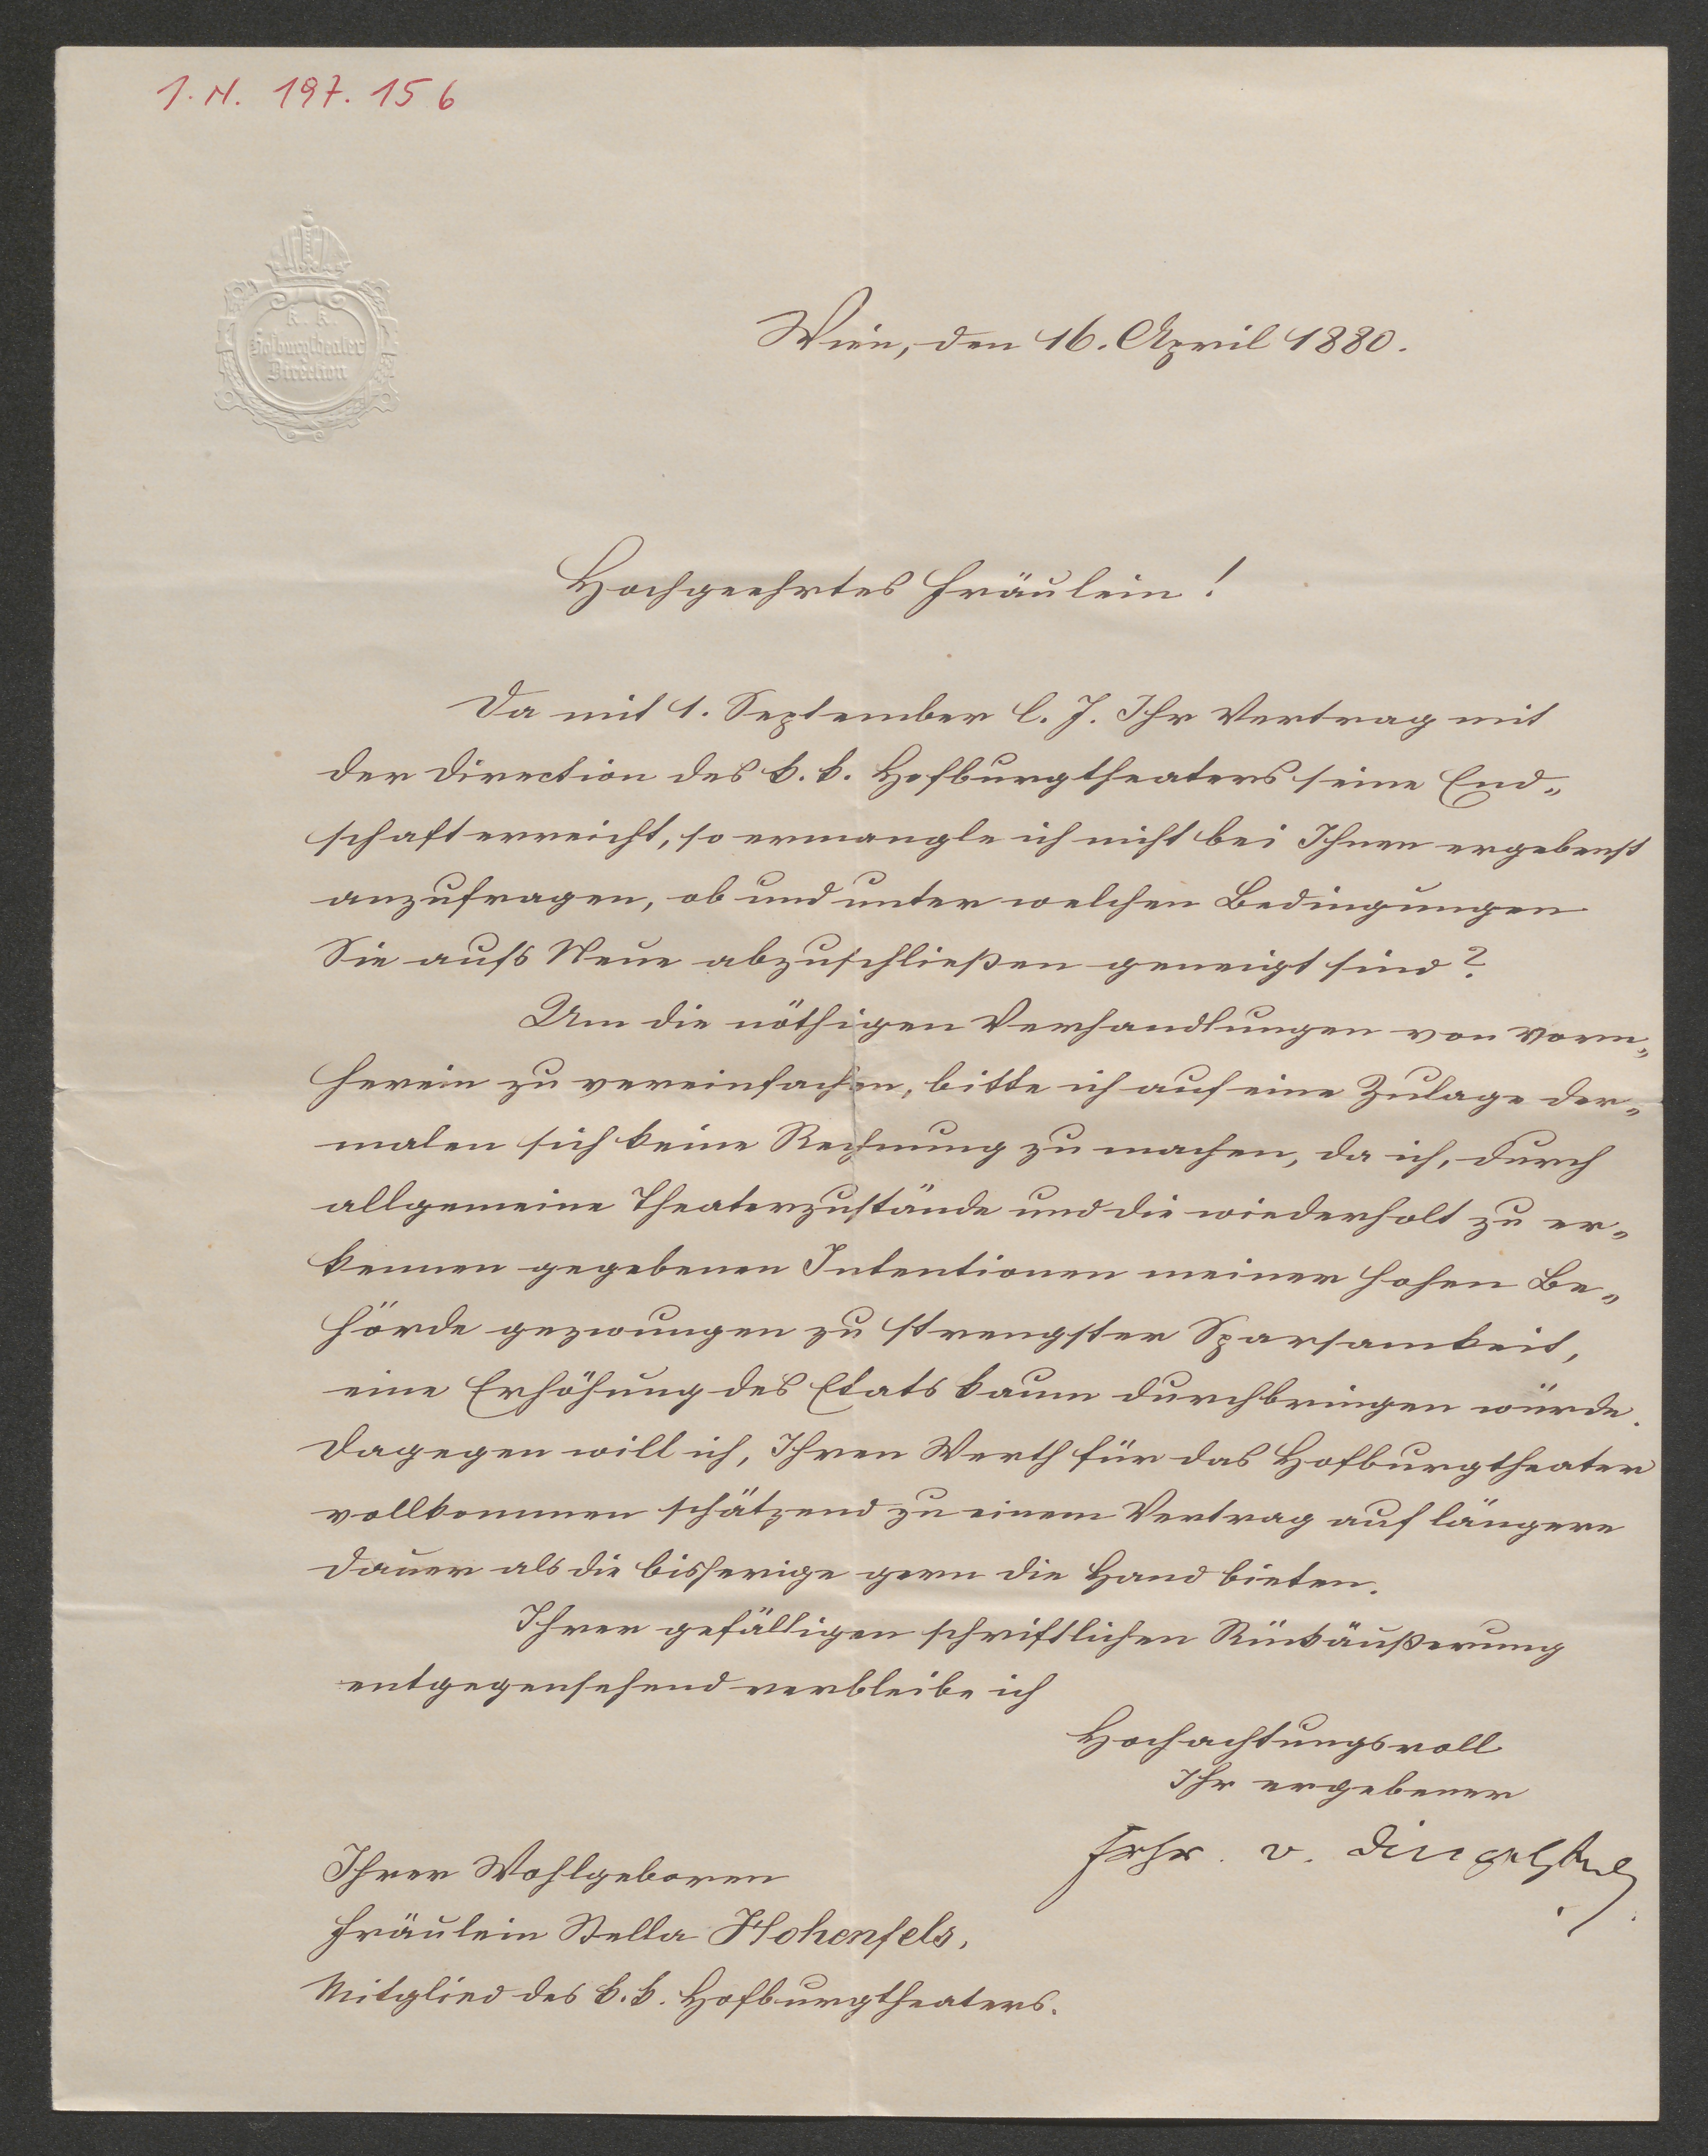 J. N. 197.156
K. K.
Hofburgtheater
Direction
Wien, den 16. April 1880.
Hochgeehrtes Fräulein!
Da mit 1. September l. J. Ihr Vertrag mit
der Direction des k. k. Hofburgtheaters seine End-
schaft erreicht, so ermangle ich nicht bei Ihnen ergebenst
anzufragen, ob und unter welchen Bedingungen
Sie aufs Neue abzuschließen geneigt sind?
Um die nöthigen Verhandlungen von vorn-
herein zu vereinfachen, bitte ich auf eine Zulage der-
malen sich keine Rechnung zu machen, da ich, durch
allgemeine Theaterzustände und die wiederholt zu er-
kennen gegebenen Intentionen meiner hohen Be-
hörde gezwungen zu strengster Sparsamkeit,
eine Erhöhung des Etats kaum durchbringen würde.
Dagegen will ich, Ihren Werth für das Hofburgtheater
vollkommen schätzend zu einem Vertrag auf längere
Dauer als die bisherige gern die Hand bieten.
Ihrer gefälligen schriftlichen Rückäußerung
entgegensehend verbleibe ich
Hochachtungsvoll
Ihr ergebener
Frhr. v. Dingelstedt
Ihrer Wohlgeboren
Fräulein Stella Hohenfels,
Mitglied des k. k. Hofburgtheaters.